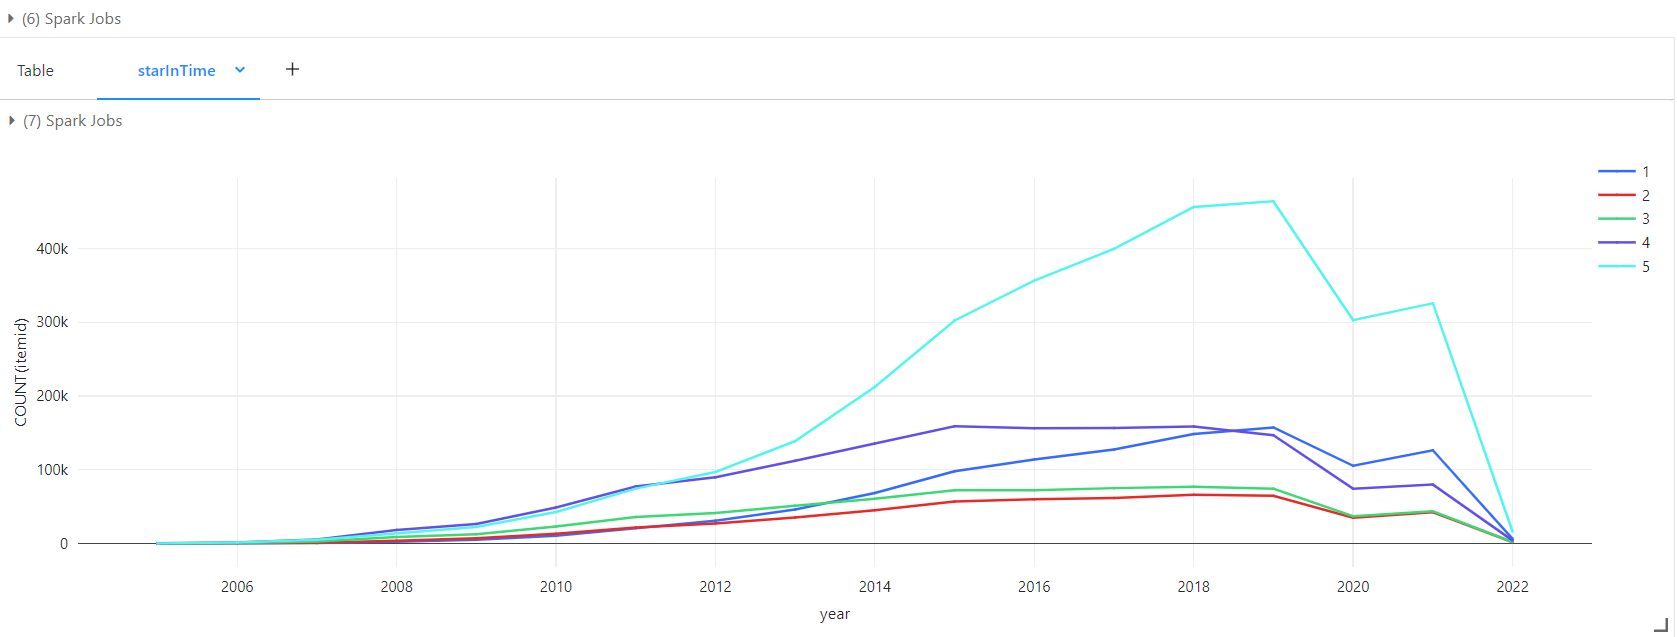 (6) Spark Jobs
Table starInTime +
(7) Spark Jobs
1
2
3
4
5
400k
300k
200k
100k
0
COUNT(itemid)
2006 2008 2010 2012 2014 2016 2018 2020 2022
year